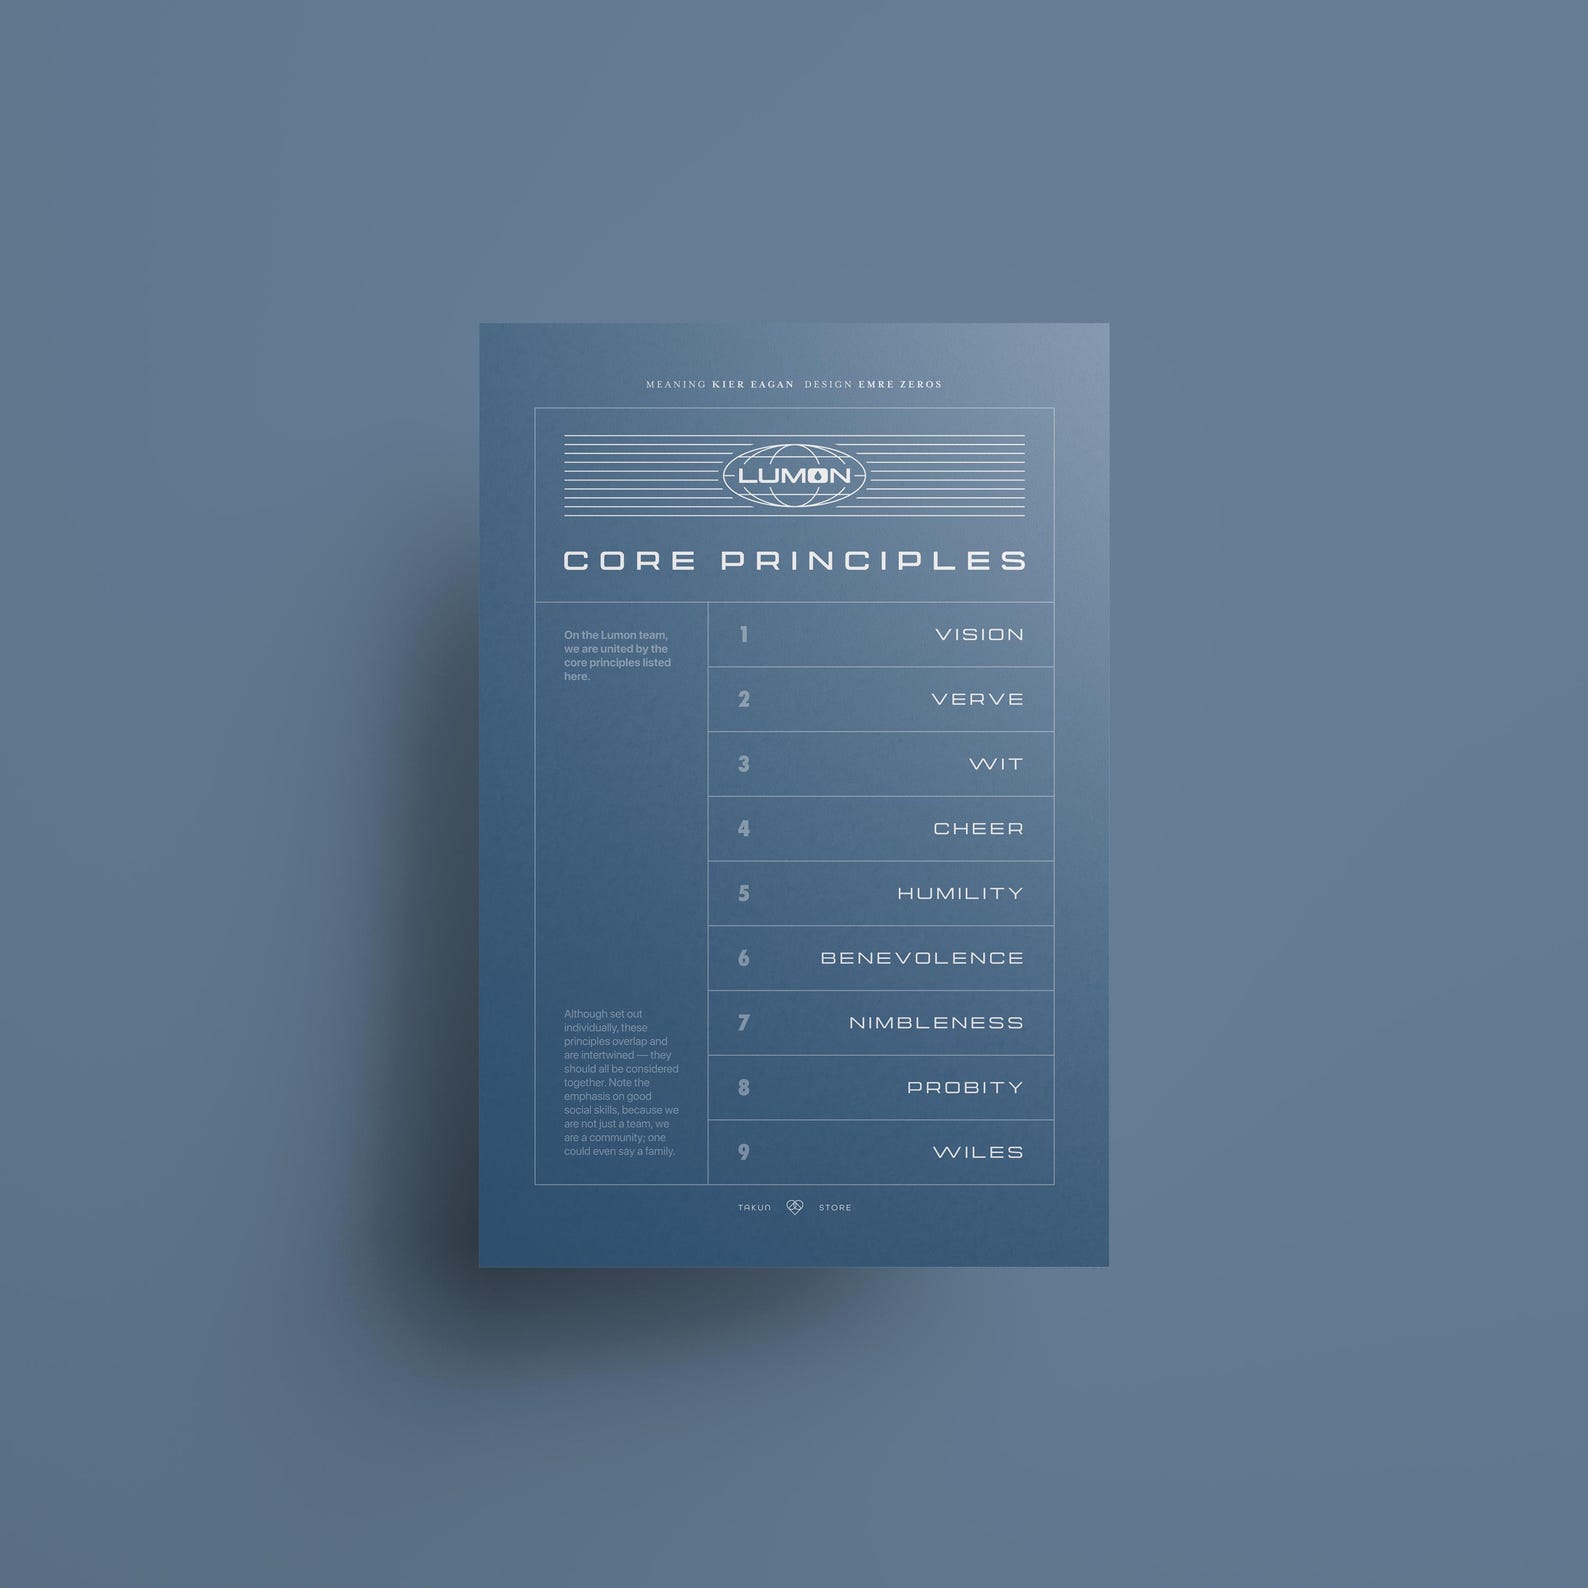 MEANING KIER EAGAN DESIGN EMRE ZEROS
LUMON
CORE PRINCIPLES
On the Lumon team,
we are united by the
core principles listed
here.
Although set out
individually, these
principles overlap and
are intertwined — they
should all be considered
together. Note the
emphasis on good
social skills, because we
are not just a team, we
are a community; one
could even say a family.
1 VISION
2 VERVE
3 WIT
4 CHEER
5 HUMILITY
6 BENEVOLENCE
7 NIMBLENESS
8 PROBITY
9 WILES
TAKUN STORE